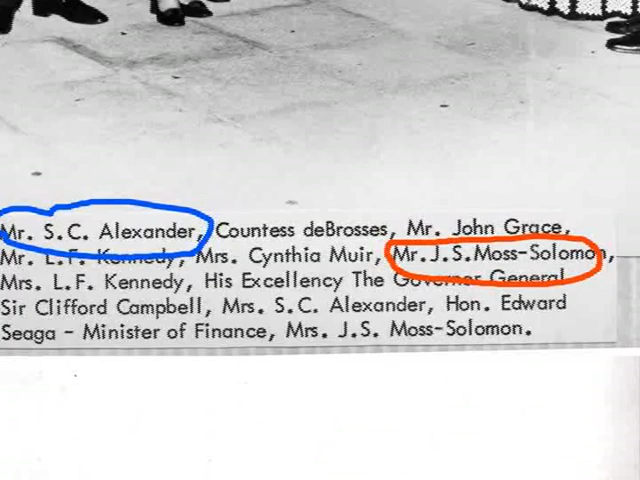 Mr. S.C. Alexander, Countess deBrosses, Mr. John Grace,
Mr. L.F. Kennedy, Mrs. Cynthia Muir, Mr.J.S.Moss-Solomon,
Mrs. L.F. Kennedy, His Excellency The Governor General
Sir Clifford Campbell, Mrs. S.C. Alexander, Hon. Edward
Seaga - Minister of Finance, Mrs. J.S. Moss-Solomon.